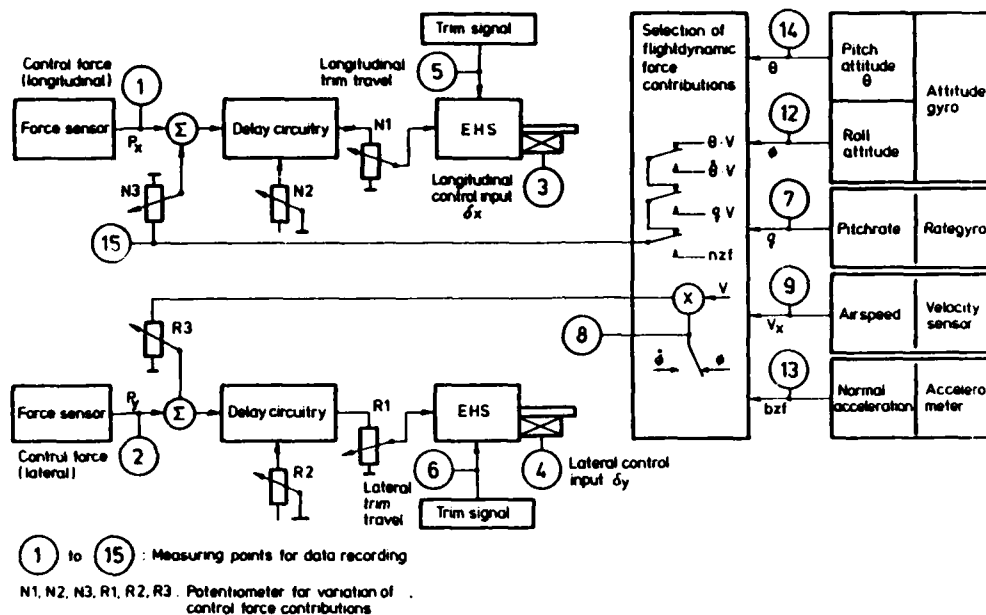 Trim signal
Control force
(longitudinal)
1
Longitudinal
trim travel
5
Force sensor
Px
Σ
Delay circuitry
N1
EHS
N3
N2
Longitudinal
control input
δx
3
15
Selection of
flightdynamic
force
contributions
θ·V
θ̇·V
q V
nzf
x
V
8
ϕ̇
ϕ
14
θ
12
ϕ
7
q
9
Vx
13
bzf
Pitch
attitude
θ
Roll
attitude
Attitude
gyro
Pitchrate
Rategyro
Airspeed
Velocity
sensor
Normal
acceleration
Accelero
meter
R3
Force sensor
Py
Σ
Delay circuitry
R1
EHS
Control force
(lateral)
2
R2
Lateral
trim
travel
6
4
Lateral control
input δy
Trim signal
1 to 15 : Measuring points for data recording
N1, N2, N3, R1, R2, R3 . Potentiometer for variation of .
control force contributions